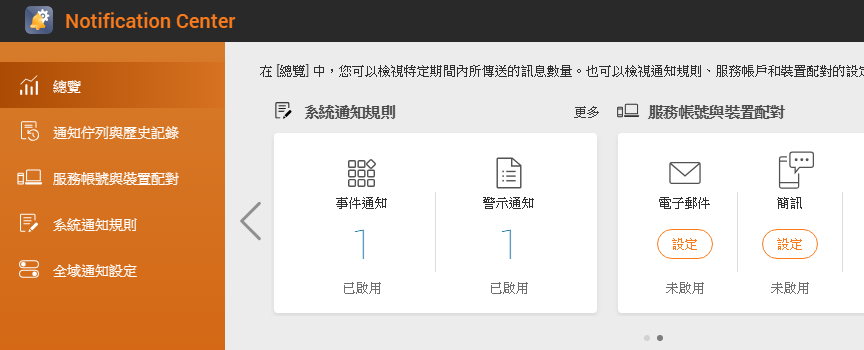 Notification Center
總覽
通知佇列與歷史記錄
服務帳號與裝置配對
系統通知規則
全域通知設定
在 [總覽] 中，您可以檢視特定期間內所傳送的訊息數量。也可以檢視通知規則、服務帳戶和裝置配對的設定
系統通知規則
更多
事件通知
1
已啟用
警示通知
1
已啟用
服務帳號與裝置配對
電子郵件
設定
未啟用
簡訊
設定
未啟用